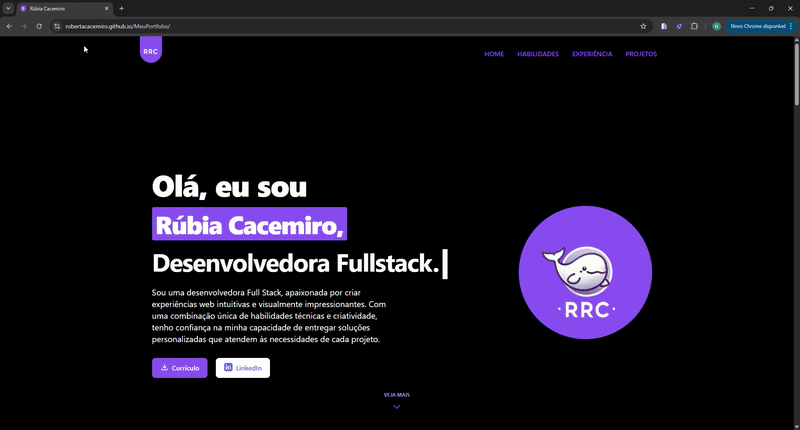 Rúbia Cacemiro
robertacacemiro.github.io/MeuPortfolio/
Novo Chrome disponível
RRC
HOME HABILIDADES EXPERIÊNCIA PROJETOS
Olá, eu sou
Rúbia Cacemiro,
Desenvolvedora Fullstack.
Sou uma desenvolvedora Full Stack, apaixonada por criar
experiências web intuitivas e visualmente impressionantes. Com
uma combinação única de habilidades técnicas e criatividade,
tenho confiança na minha capacidade de entregar soluções
personalizadas que atendem às necessidades de cada projeto.
Currículo
LinkedIn
·RRC·
VEJA MAIS